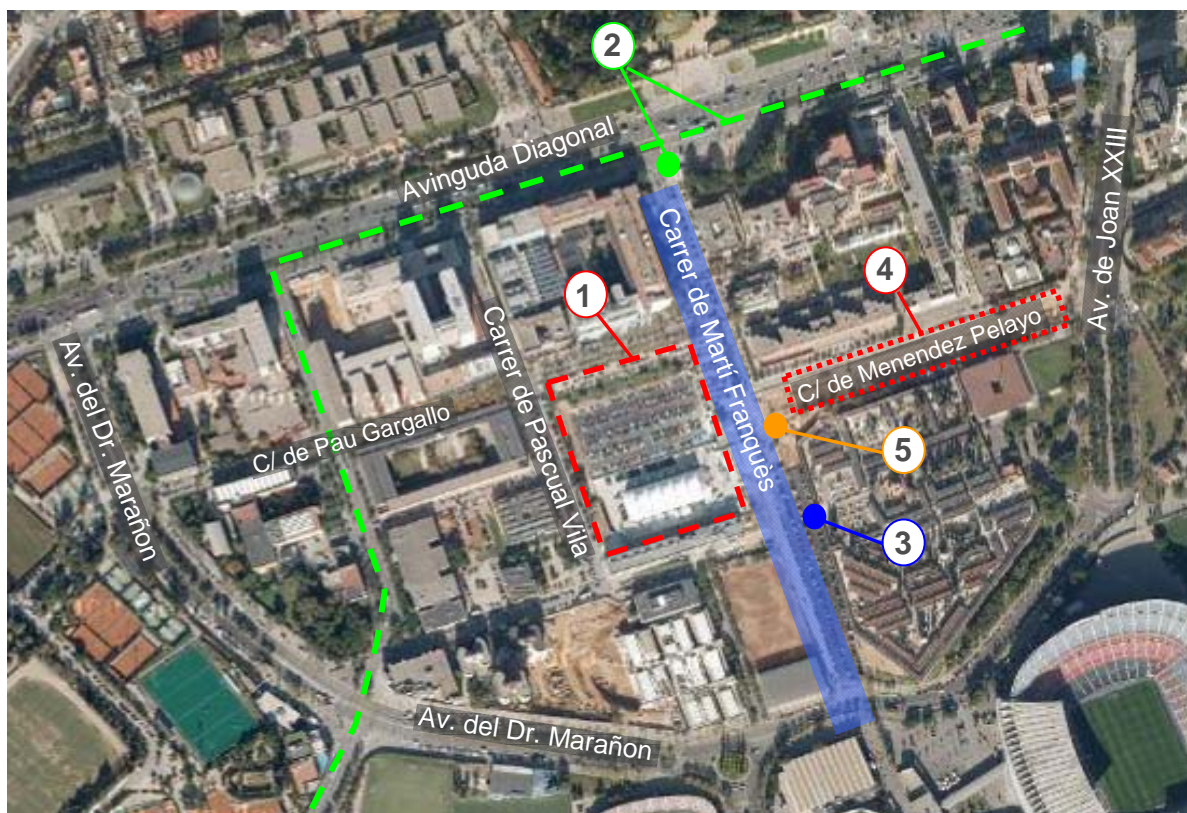 2
Avinguda Diagonal
Av. de Joan XXIII
Carrer de Martí Franquès
4
1
C/ de Menendez Pelayo
Carrer de Pascual Vila
Av. del Dr. Marañon
C/ de Pau Gargallo
5
3
Av. del Dr. Marañon